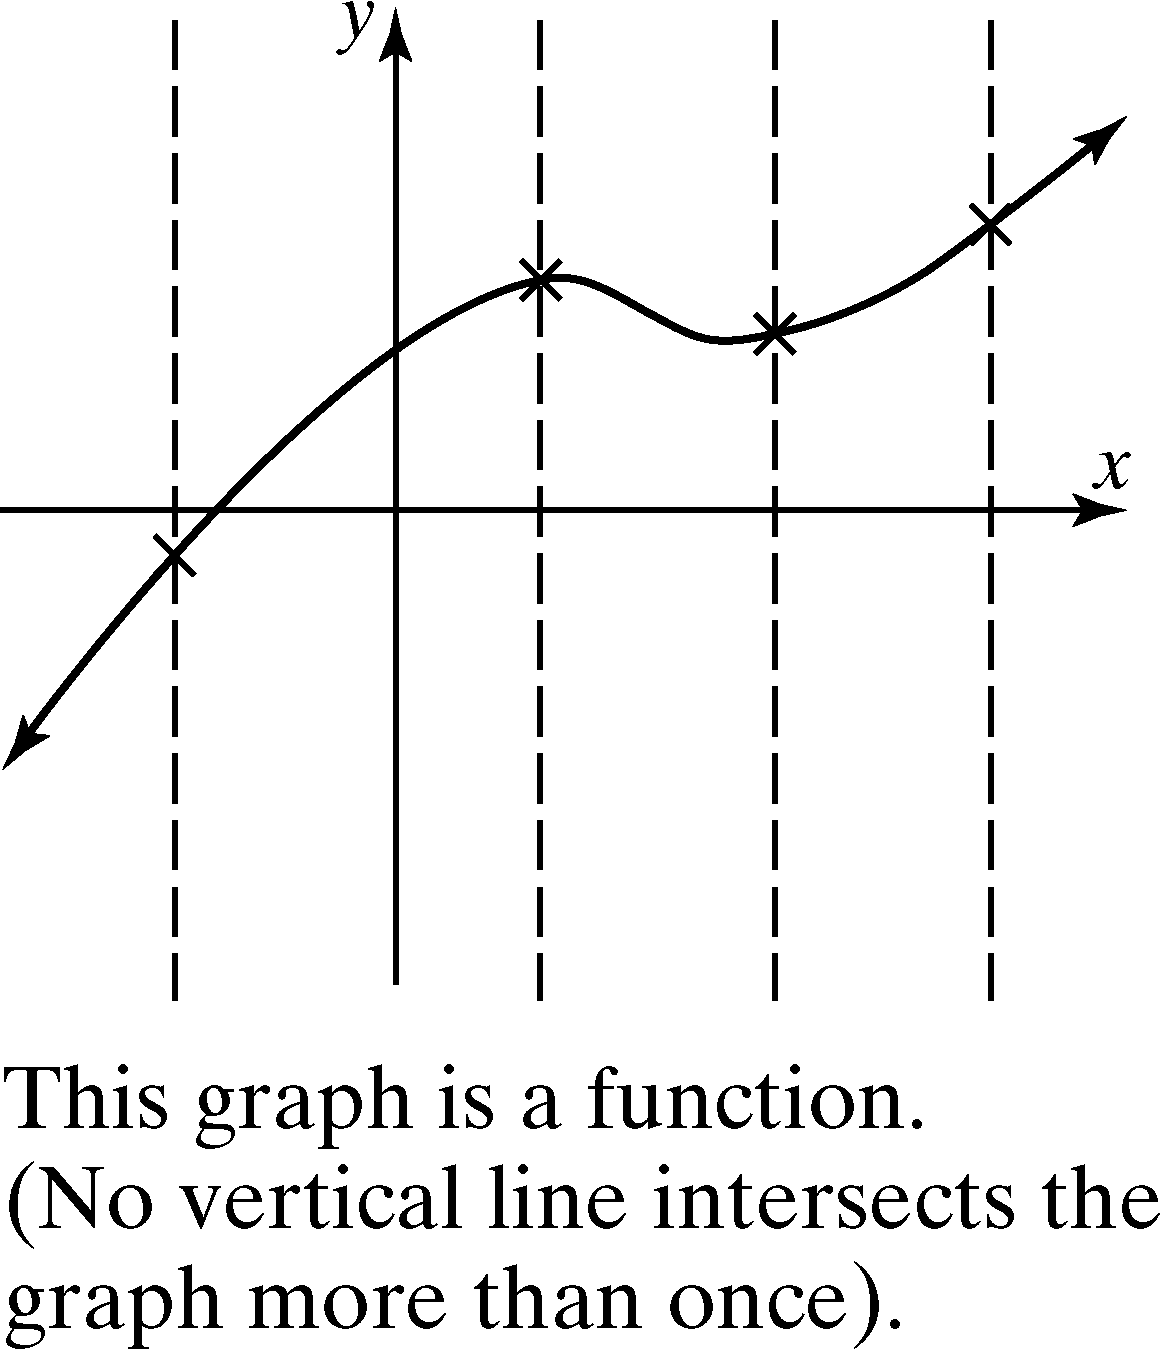 y
x
This graph is a function.
(No vertical line intersects the
graph more than once).